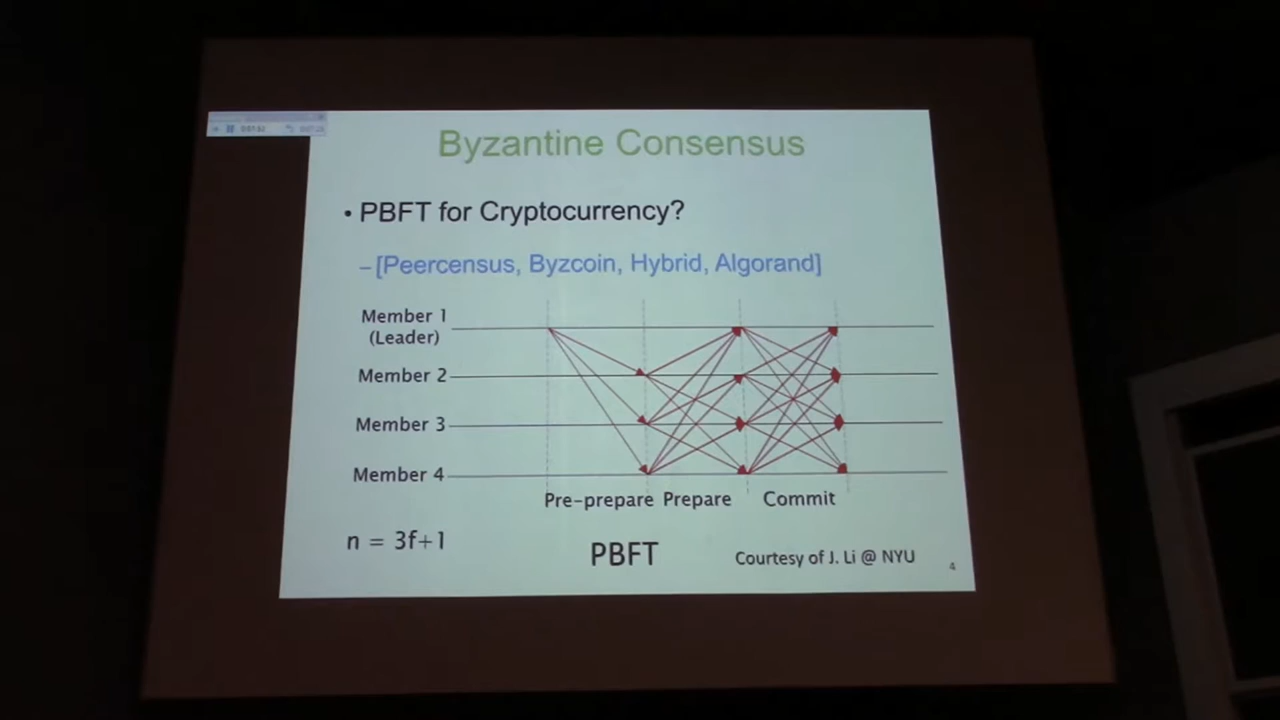 Byzantine Consensus
• PBFT for Cryptocurrency?
– [Peercensus, Byzcoin, Hybrid, Algorand]
Member 1
(Leader)
Member 2
Member 3
Member 4
Pre-prepare Prepare Commit
n = 3f+1
PBFT
Courtesy of J. Li @ NYU
4